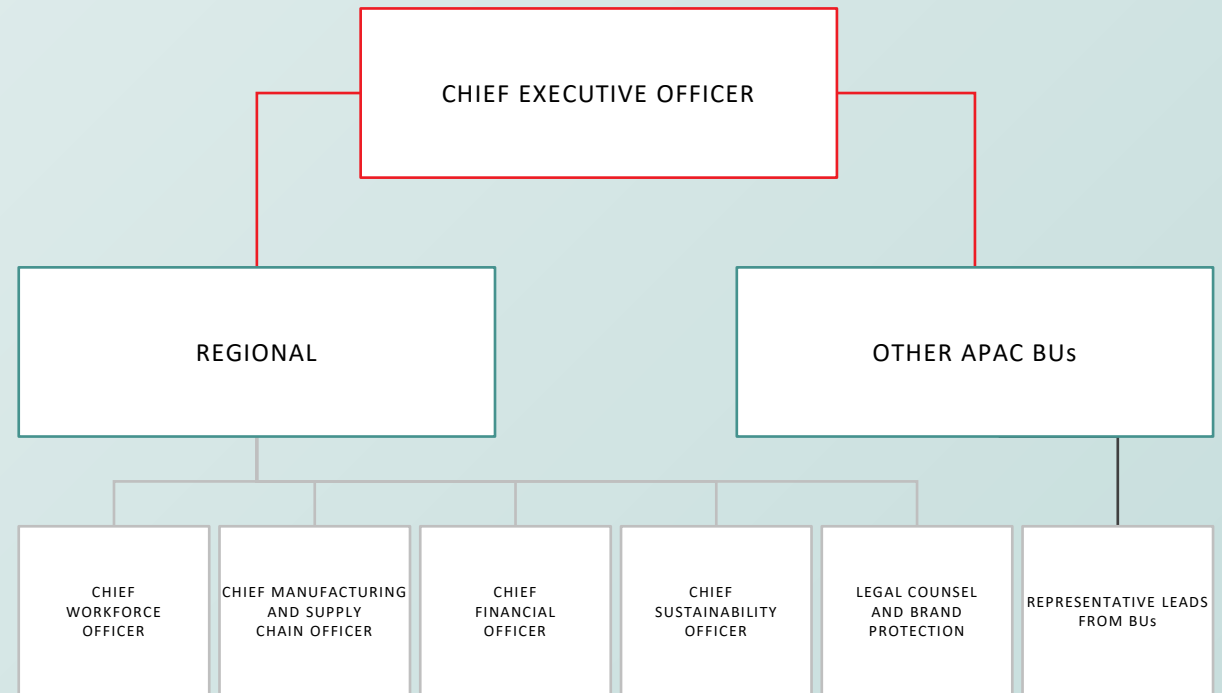 CHIEF EXECUTIVE OFFICER
REGIONAL
OTHER APAC BUs
CHIEF
WORKFORCE
OFFICER
CHIEF MANUFACTURING
AND SUPPLY
CHAIN OFFICER
CHIEF
FINANCIAL
OFFICER
CHIEF
SUSTAINABILITY
OFFICER
LEGAL COUNSEL
AND BRAND
PROTECTION
REPRESENTATIVE LEADS
FROM BUs